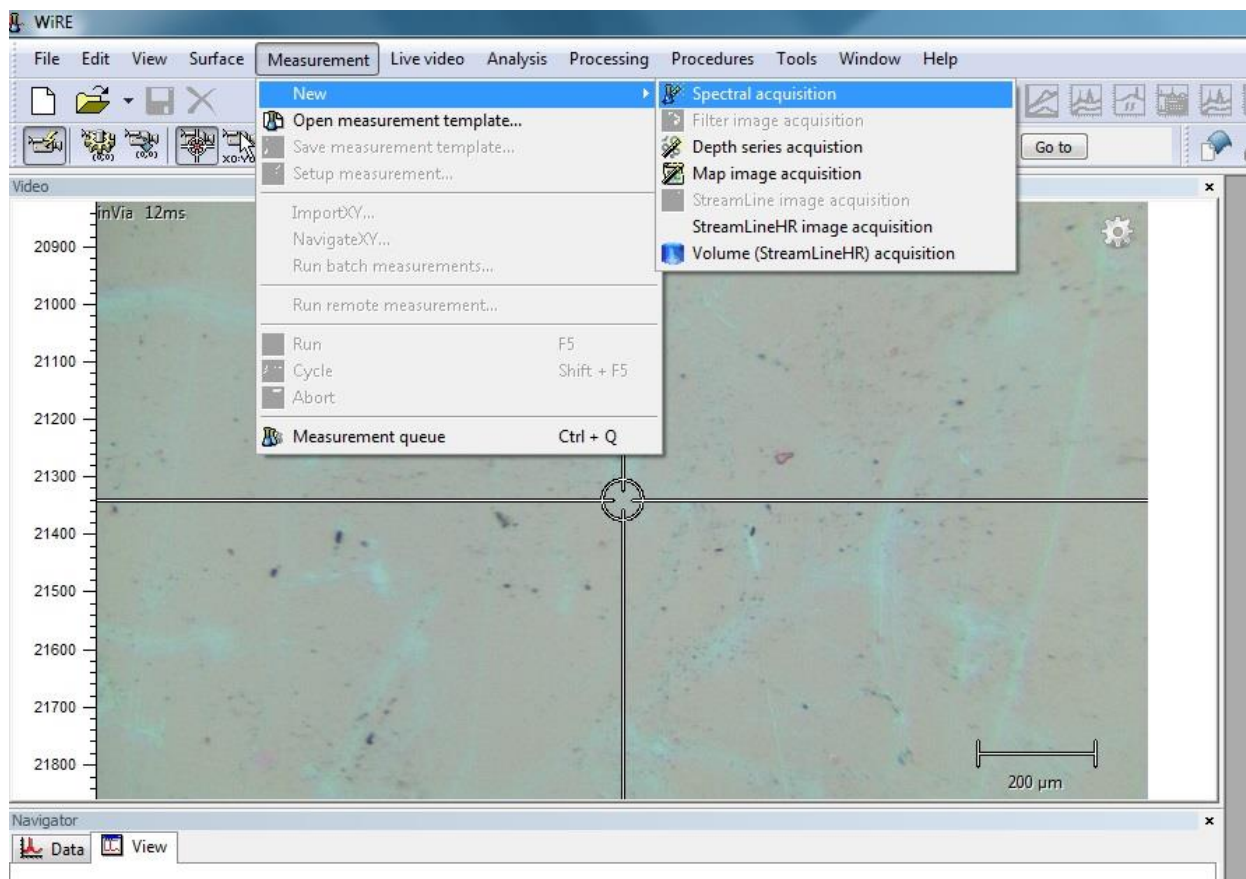 WiRE
File Edit View Surface Measurement Live video Analysis Processing Procedures Tools Window Help
New
Open measurement template...
Save measurement template...
Setup measurement...
ImportXY...
NavigateXY...
Run batch measurements...
Run remote measurement...
Run F5
Cycle Shift + F5
Abort
Measurement queue Ctrl + Q
Spectral acquisition
Filter image acquisition
Depth series acquistion
Map image acquisition
StreamLine image acquisition
StreamLineHR image acquisition
Volume (StreamLineHR) acquisition
Go to
Video
inVia 12ms
20900
21000
21100
21200
21300
21400
21500
21600
21700
21800
200 µm
Navigator
Data View